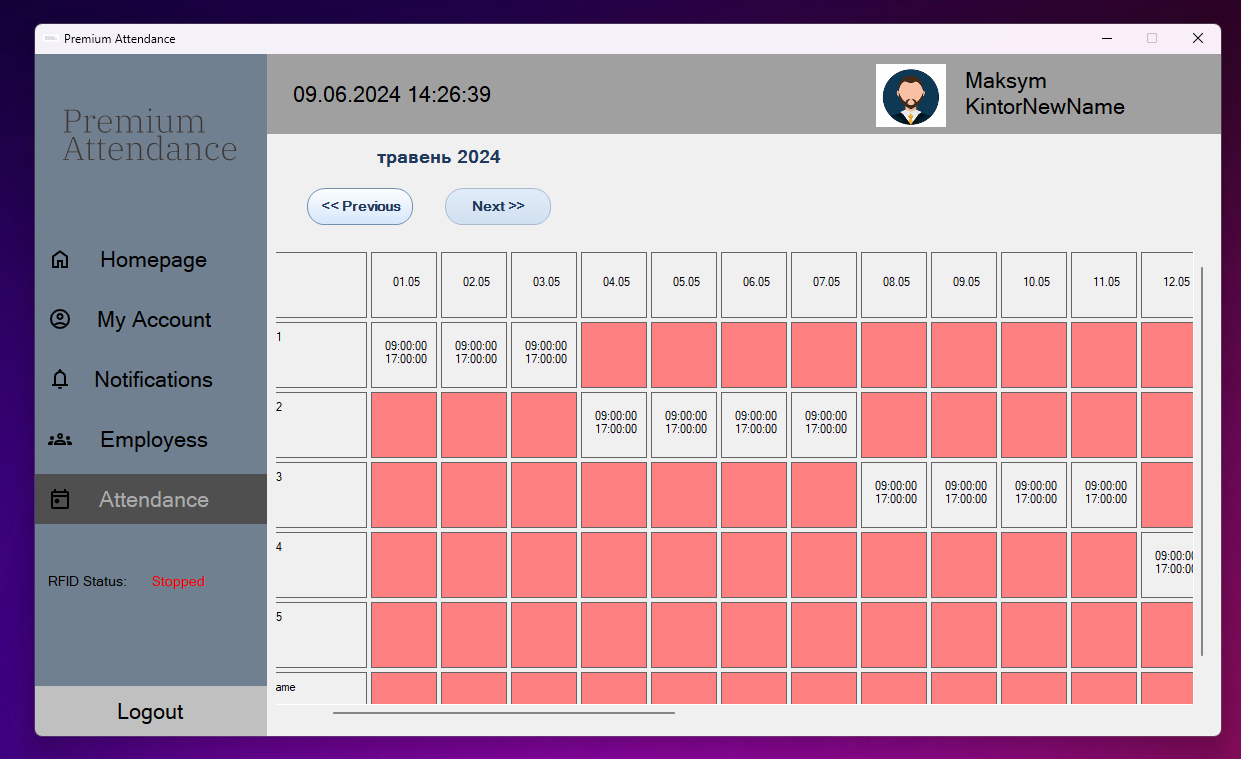 Premium Attendance
Premium
Attendance
09.06.2024 14:26:39
Maksym
KintorNewName
травень 2024
<< Previous
Next >>
Homepage
My Account
Notifications
Employess
Attendance
RFID Status: Stopped
Logout
01.05 02.05 03.05 04.05 05.05 06.05 07.05 08.05 09.05 10.05 11.05 12.05
1
09:00:00 09:00:00 09:00:00
17:00:00 17:00:00 17:00:00
2
09:00:00 09:00:00 09:00:00 09:00:00
17:00:00 17:00:00 17:00:00 17:00:00
3
09:00:00 09:00:00 09:00:00 09:00:00
17:00:00 17:00:00 17:00:00 17:00:00
4
09:00:00
17:00:00
5
ame